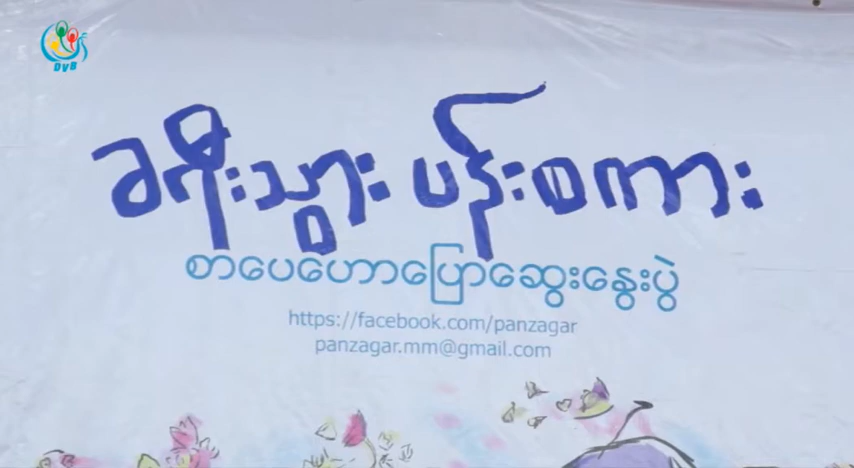 DVB
ခရီးသွား ပန်းစကား
စာပေဟောပြောဆွေးနွေးပွဲ
https://facebook.com/panzagar
panzagar.mm@gmail.com